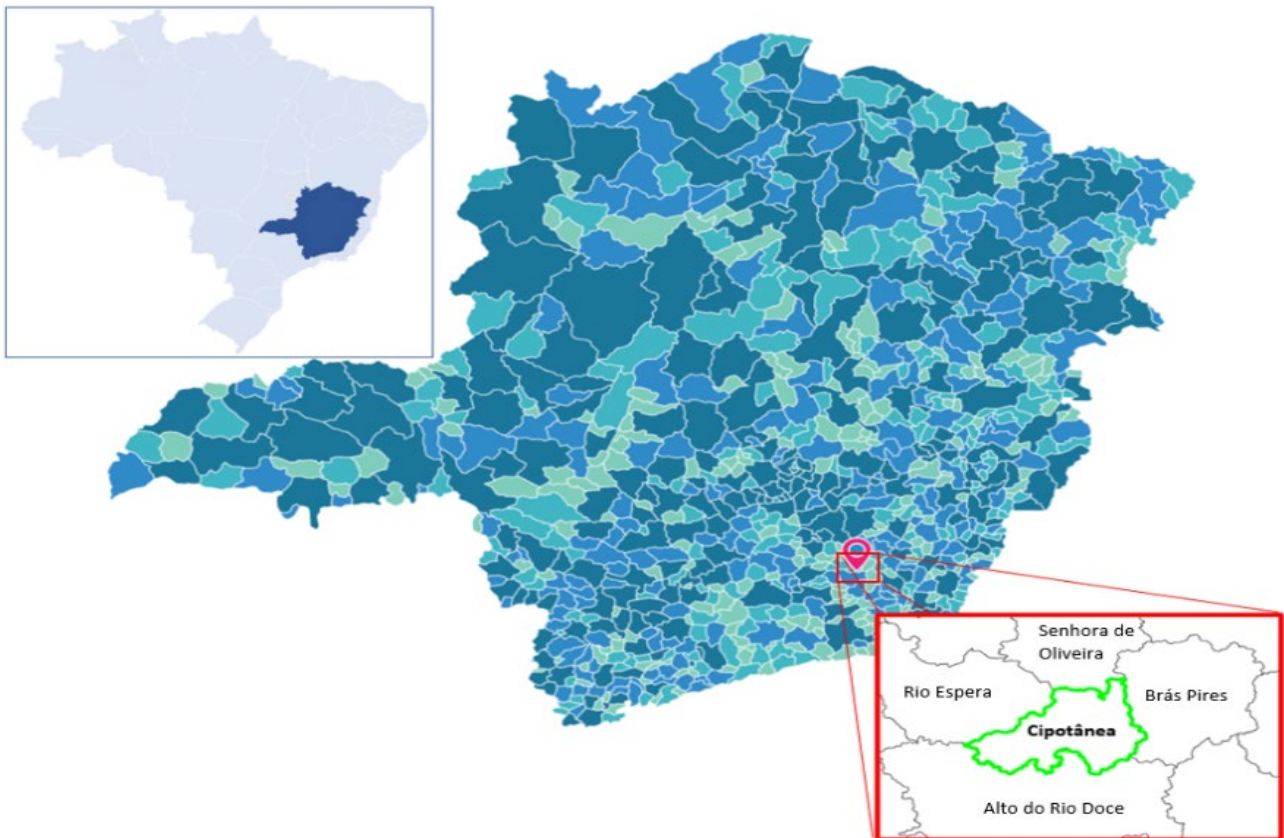 Senhora de
Oliveira
Rio Espera
Brás Pires
Cipotânea
Alto do Rio Doce